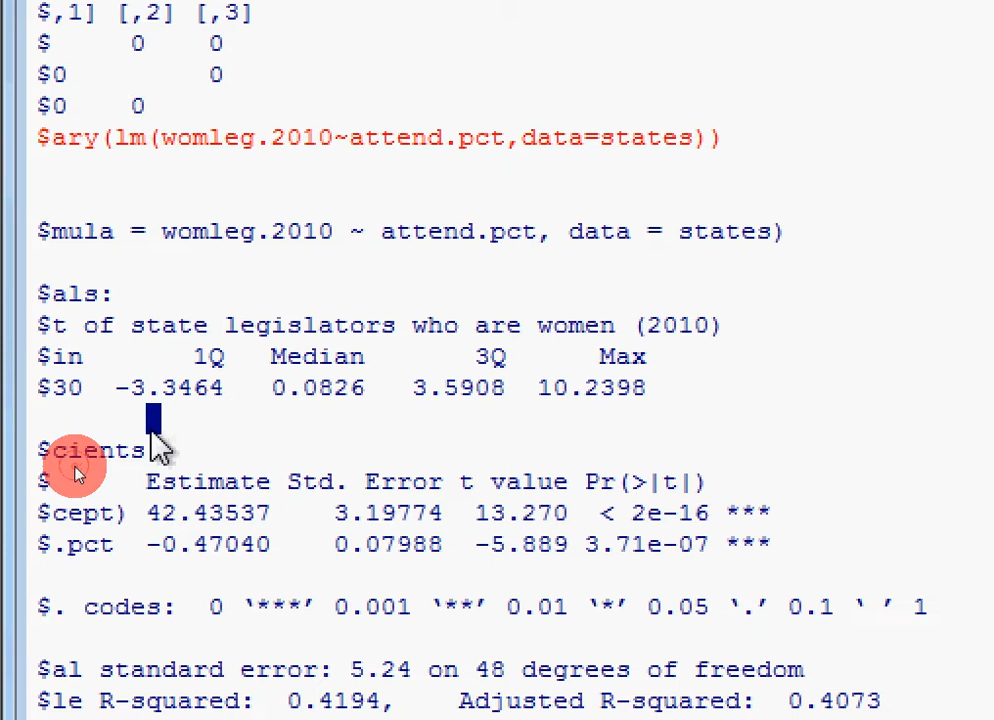 $,1] [,2] [,3]
$ 0 0
$0 0
$0 0
$ary(lm(womleg.2010~attend.pct,data=states))
$mula = womleg.2010 ~ attend.pct, data = states)
$als:
$t of state legislators who are women (2010)
$in 1Q Median 3Q Max
$30 -3.3464 0.0826 3.5908 10.2398
$cients
$ Estimate Std. Error t value Pr(>|t|)
$cept) 42.43537 3.19774 13.270 < 2e-16 ***
$.pct -0.47040 0.07988 -5.889 3.71e-07 ***
$. codes: 0 ‘***’ 0.001 ‘**’ 0.01 ‘*’ 0.05 ‘.’ 0.1 ‘ ’ 1
$al standard error: 5.24 on 48 degrees of freedom
$le R-squared: 0.4194, Adjusted R-squared: 0.4073